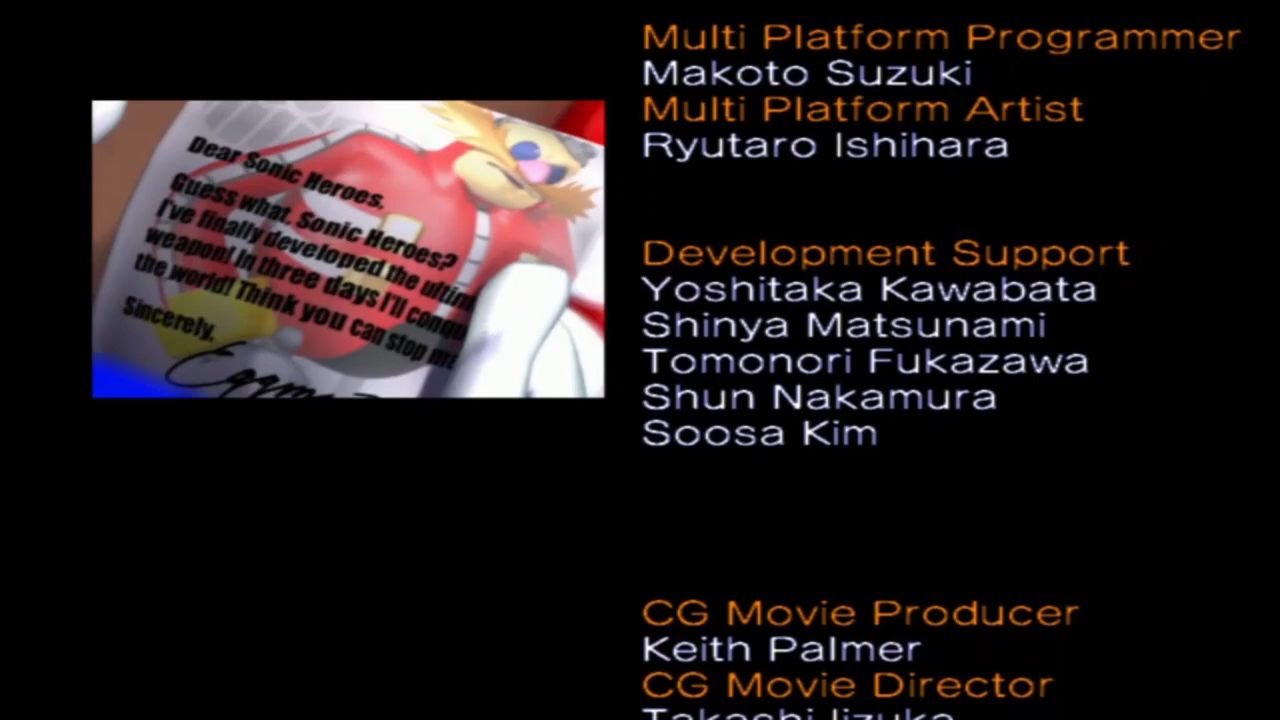 Dear Sonic Heroes,
Guess what, Sonic Heroes?
I've finally developed the
weapon! In three days I'll
the world! Think you can stop
Sincerely,
Multi Platform Programmer
Makoto Suzuki
Multi Platform Artist
Ryutaro Ishihara
Development Support
Yoshitaka Kawabata
Shinya Matsunami
Tomonori Fukazawa
Shun Nakamura
Soosa Kim
CG Movie Producer
Keith Palmer
CG Movie Director
Takashi Iizuka